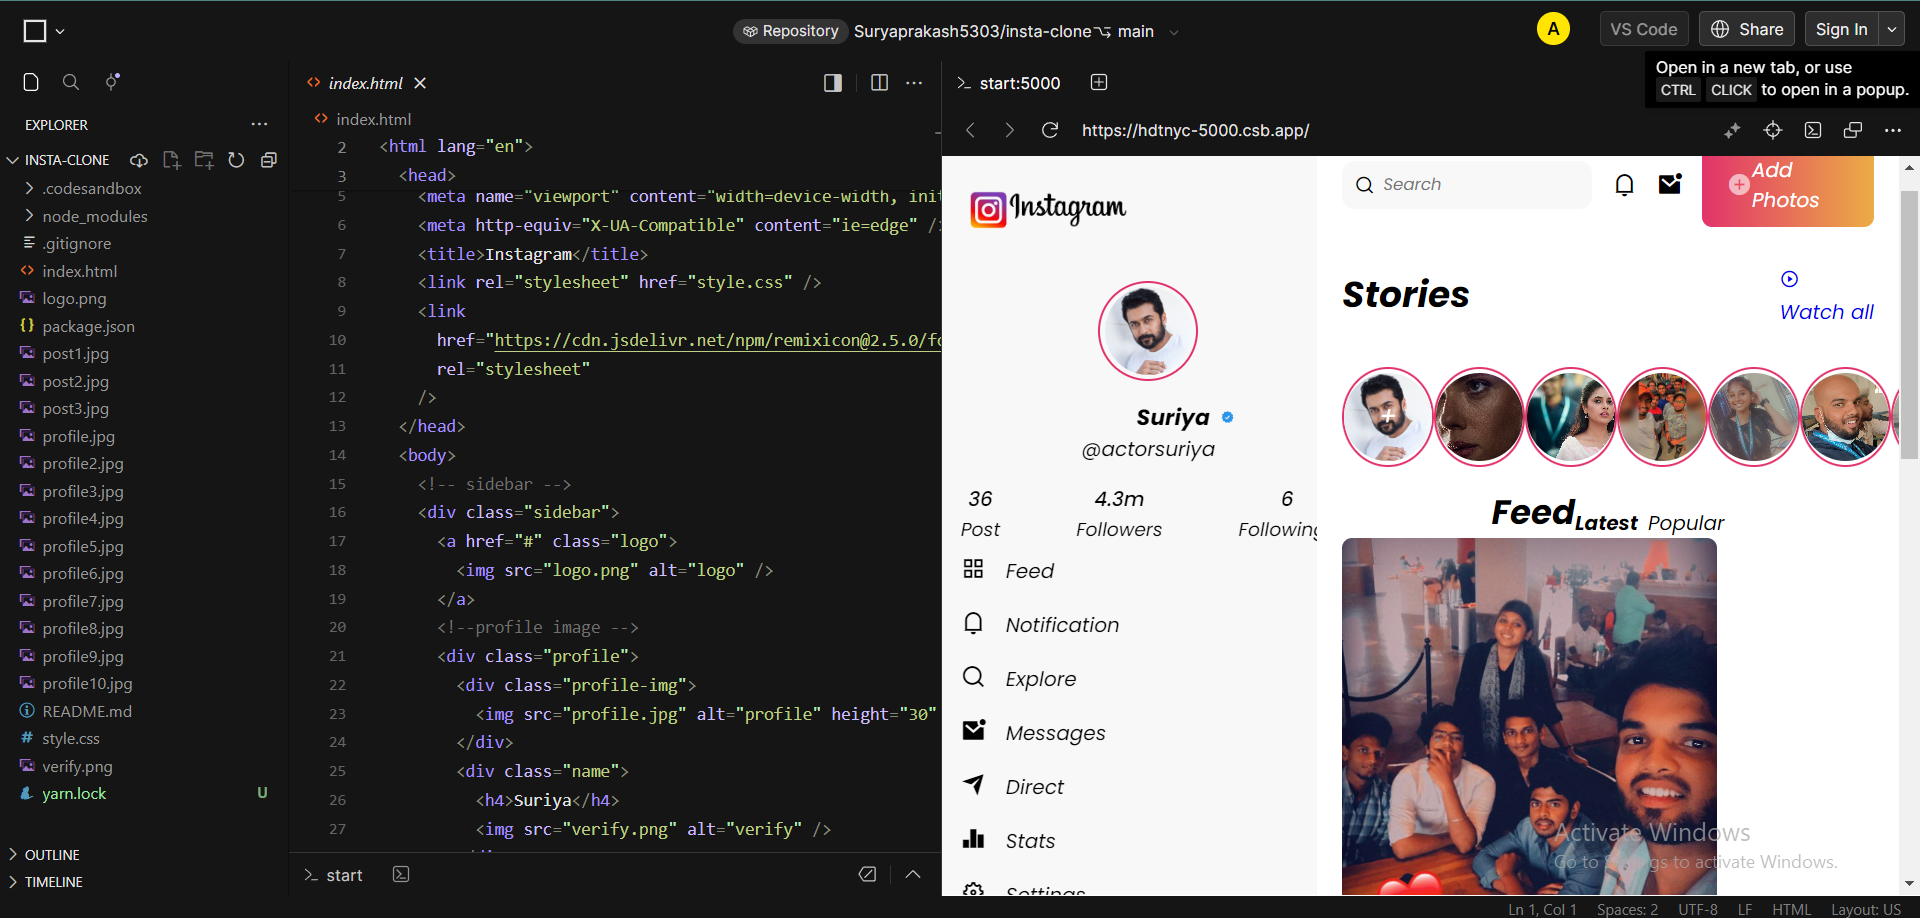 Repository Suryaprakash5303/insta-clone main
A
VS Code
Share
Sign In
Open in a new tab, or use
CTRL CLICK to open in a popup.
EXPLORER
INSTA-CLONE
.codesandbox
node_modules
.gitignore
index.html
logo.png
package.json
post1.jpg
post2.jpg
post3.jpg
profile.jpg
profile2.jpg
profile3.jpg
profile4.jpg
profile5.jpg
profile6.jpg
profile7.jpg
profile8.jpg
profile9.jpg
profile10.jpg
README.md
style.css
verify.png
yarn.lock U
OUTLINE
TIMELINE
index.html
index.html
2 <html lang="en">
3 <head>
5 <meta name="viewport" content="width=device-width, init
6 <meta http-equiv="X-UA-Compatible" content="ie=edge" />
7 <title>Instagram</title>
8 <link rel="stylesheet" href="style.css" />
9 <link
10 href="https://cdn.jsdelivr.net/npm/remixicon@2.5.0/fo
11 rel="stylesheet"
12 />
13 </head>
14 <body>
15 <!-- sidebar -->
16 <div class="sidebar">
17 <a href="#" class="logo">
18 <img src="logo.png" alt="logo" />
19 </a>
20 <!--profile image -->
21 <div class="profile">
22 <div class="profile-img">
23 <img src="profile.jpg" alt="profile" height="30"
24 </div>
25 <div class="name">
26 <h4>Suriya</h4>
27 <img src="verify.png" alt="verify" />
start
start:5000
https://hdtnyc-5000.csb.app/
Instagram
Suriya
@actorsuriya
36 4.3m 6
Post Followers Following
Feed
Notification
Explore
Messages
Direct
Stats
Settings
Search
Add
Photos
Stories
Watch all
Feed Latest Popular
Activate Windows
Go to Settings to activate Windows.
Ln 1, Col 1 Spaces: 2 UTF-8 LF HTML Layout: US